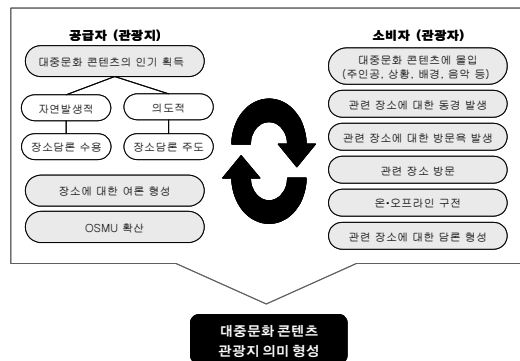 공급자 (관광지)
대중문화 콘텐츠의 인기 획득
자연발생적
의도적
장소담론 수용
장소담론 주도
장소에 대한 여론 형성
OSMU 확산
소비자 (관광자)
대중문화 콘텐츠에 몰입
(주인공, 상황, 배경, 음악 등)
관련 장소에 대한 동경 발생
관련 장소에 대한 방문욕 발생
관련 장소 방문
온•오프라인 구전
관련 장소에 대한 담론 형성
대중문화 콘텐츠
관광지 의미 형성